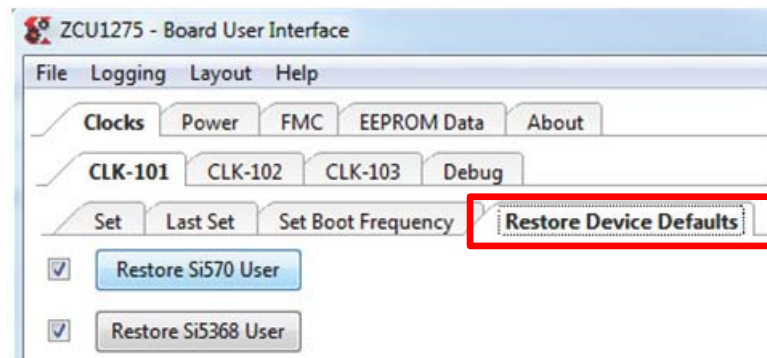 ZCU1275 - Board User Interface
File Logging Layout Help
Clocks Power FMC EEPROM Data About
CLK-101 CLK-102 CLK-103 Debug
Set Last Set Set Boot Frequency Restore Device Defaults
Restore Si570 User
Restore Si5368 User